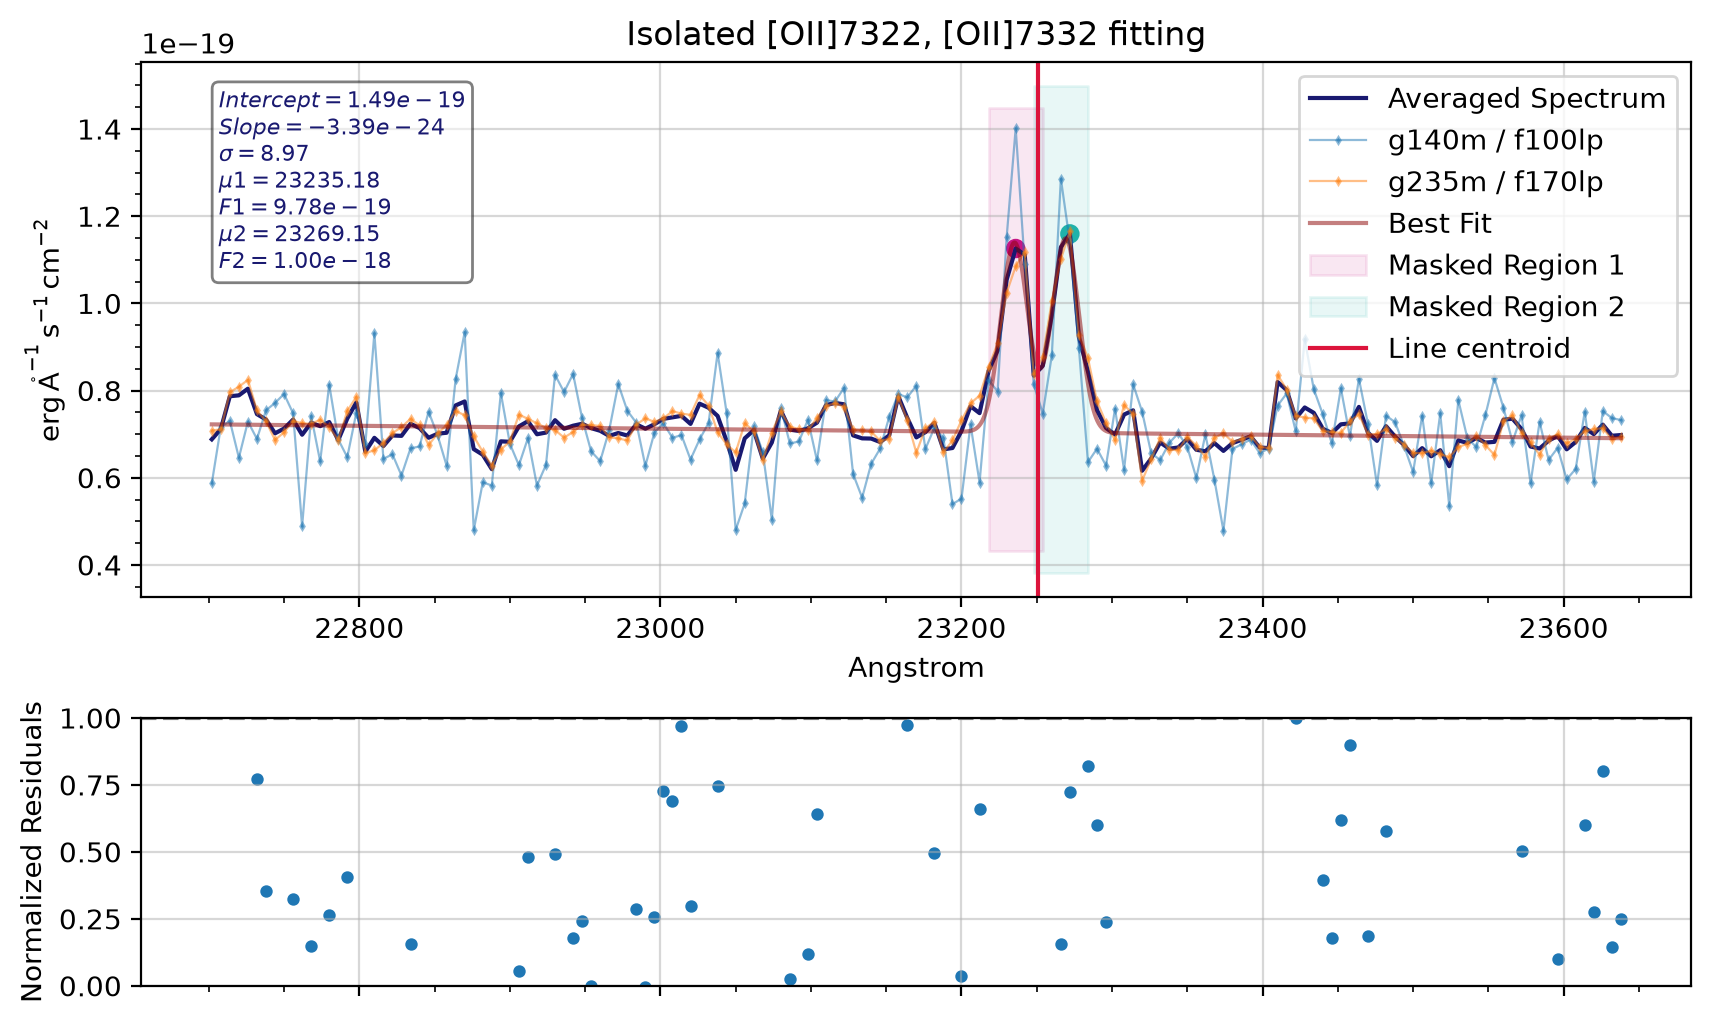 Isolated [OII]7322, [OII]7332 fitting
1e−19
Intercept = 1.49e − 19
Slope = −3.39e − 24
σ = 8.97
μ1 = 23235.18
F1 = 9.78e − 19
μ2 = 23269.15
F2 = 1.00e − 18
Averaged Spectrum
g140m / f100lp
g235m / f170lp
Best Fit
Masked Region 1
Masked Region 2
Line centroid
erg Å⁻¹ s⁻¹ cm⁻²
1.4
1.2
1.0
0.8
0.6
0.4
22800 23000 23200 23400 23600
Angstrom
Normalized Residuals
1.00
0.75
0.50
0.25
0.00